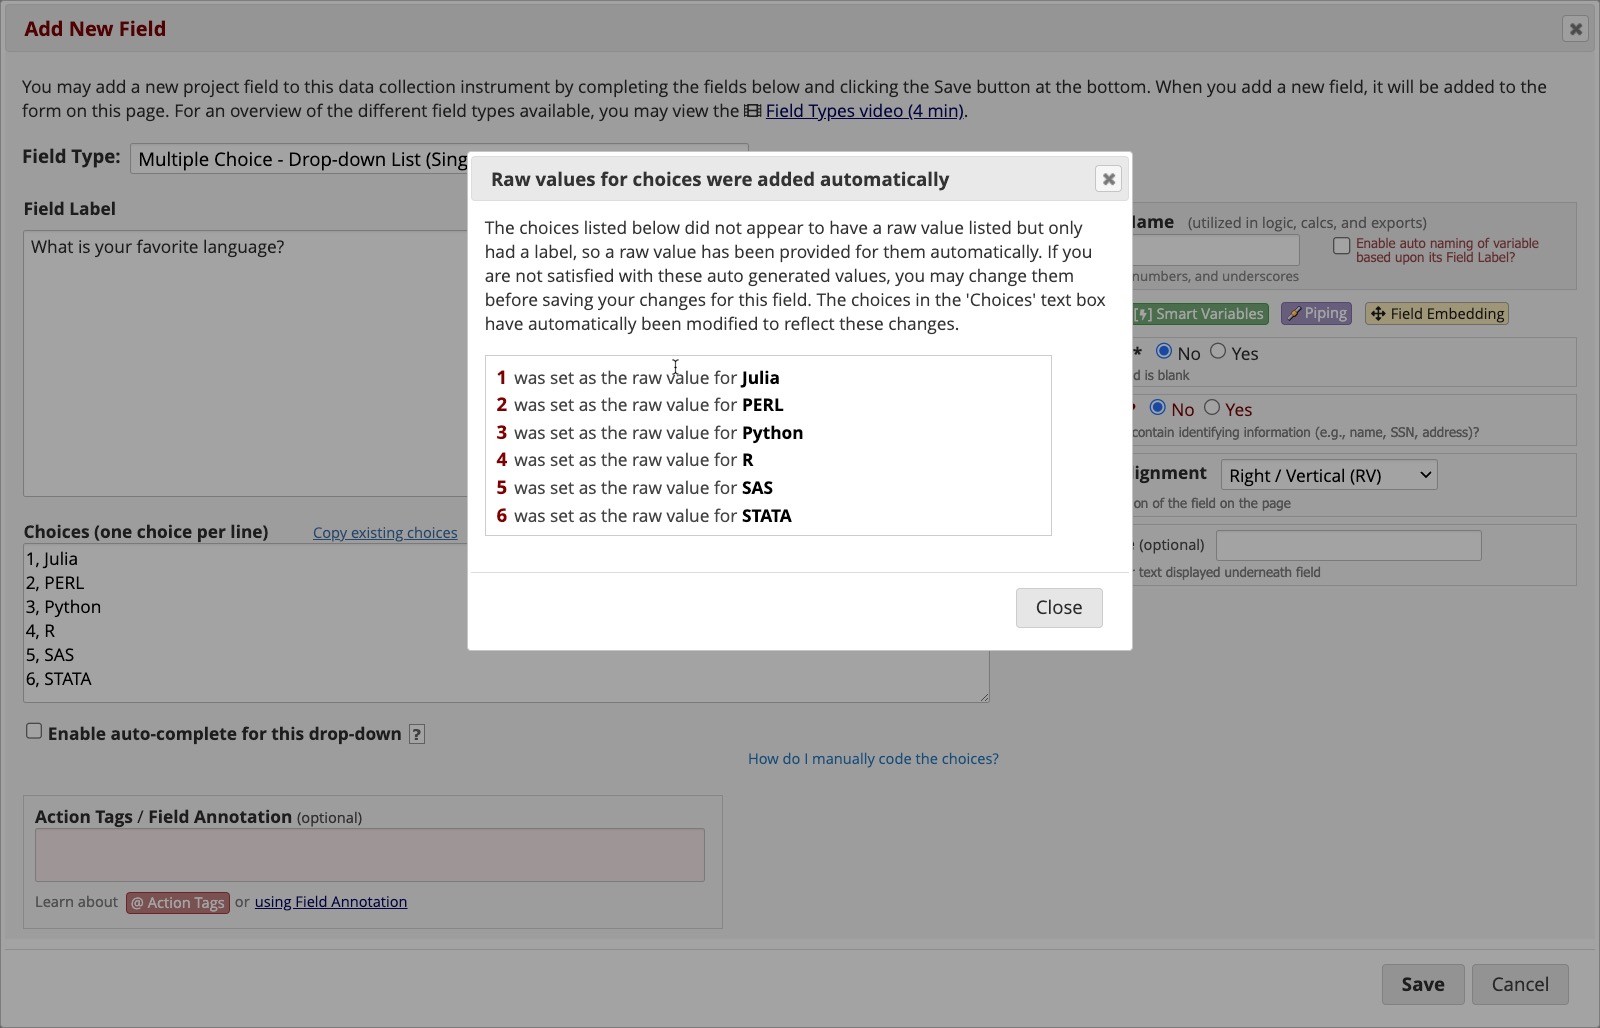 Add New Field
You may add a new project field to this data collection instrument by completing the fields below and clicking the Save button at the bottom. When you add a new field, it will be added to the
form on this page. For an overview of the different field types available, you may view the Field Types video (4 min).
Field Type: Multiple Choice - Drop-down List (Sing
Field Label
What is your favorite language?
Choices (one choice per line) Copy existing choices
1, Julia
2, PERL
3, Python
4, R
5, SAS
6, STATA
Enable auto-complete for this drop-down ?
How do I manually code the choices?
Action Tags / Field Annotation (optional)
Learn about @ Action Tags or using Field Annotation
Raw values for choices were added automatically
The choices listed below did not appear to have a raw value listed but only
had a label, so a raw value has been provided for them automatically. If you
are not satisfied with these auto generated values, you may change them
before saving your changes for this field. The choices in the 'Choices' text box
have automatically been modified to reflect these changes.
1 was set as the raw value for Julia
2 was set as the raw value for PERL
3 was set as the raw value for Python
4 was set as the raw value for R
5 was set as the raw value for SAS
6 was set as the raw value for STATA
Close
ame (utilized in logic, calcs, and exports)
Enable auto naming of variable
based upon its Field Label?
numbers, and underscores
[ ] Smart Variables Piping Field Embedding
* No Yes
d is blank
No Yes
contain identifying information (e.g., name, SSN, address)?
lignment Right / Vertical (RV)
on of the field on the page
(optional)
text displayed underneath field
Save Cancel